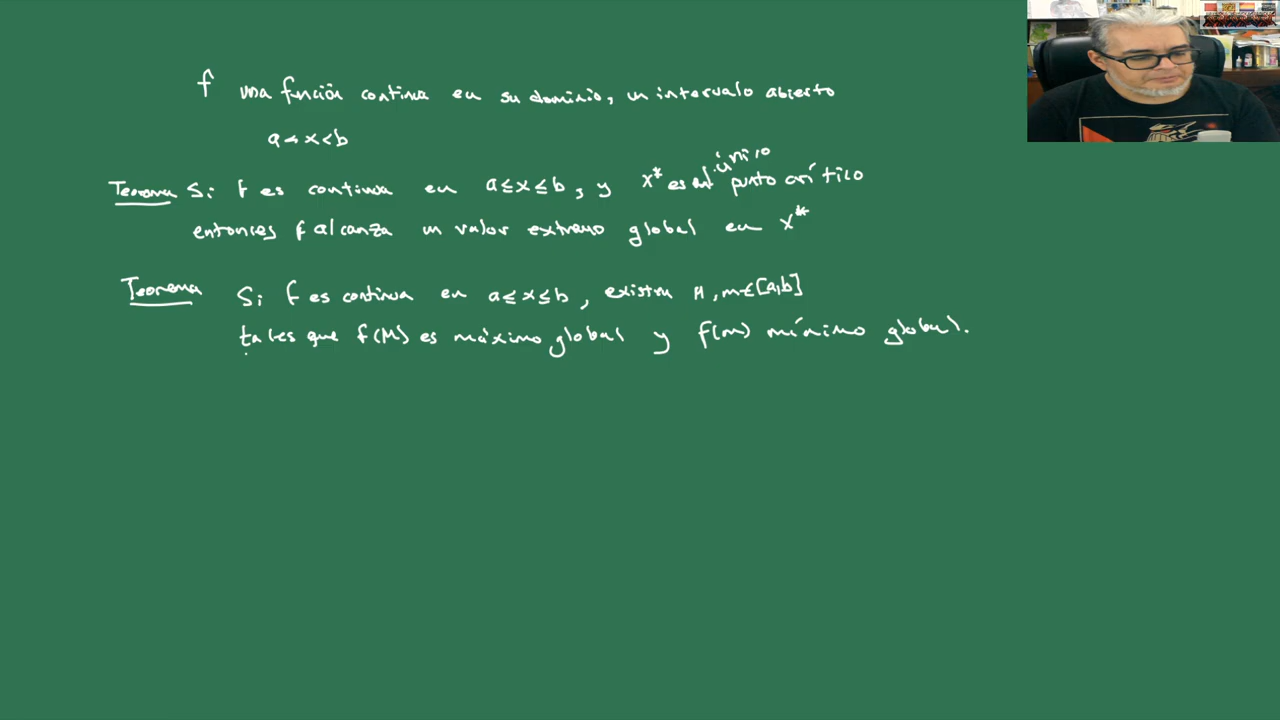 f una función continua en su dominio, un intervalo abierto
a<x<b
Teorema Si f es continua en a≤x≤b, y x* es el único punto crítico
entonces f alcanza un valor extremo global en x*
Teorema Si f es continua en a≤x≤b, existen M, m∈[a,b]
tales que f(M) es máximo global y f(m) mínimo global.